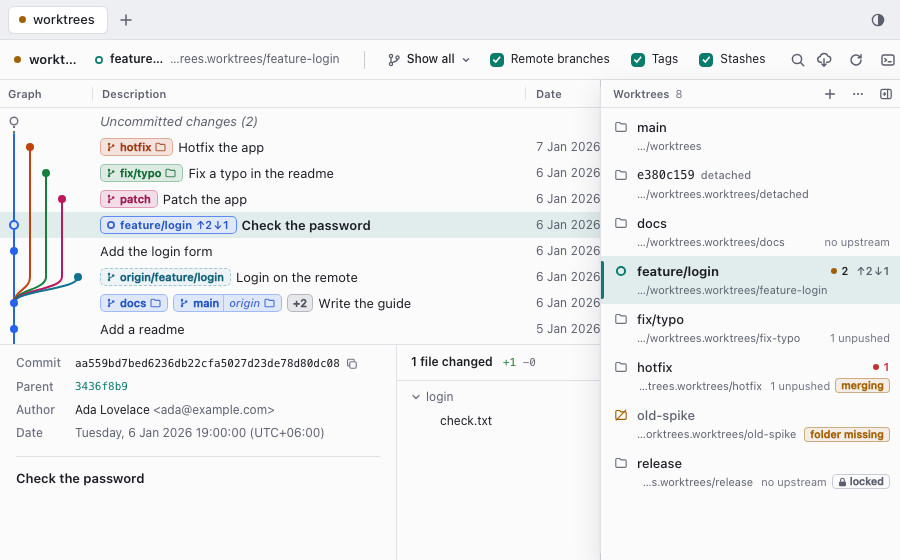 worktrees
workt... feature... ...rees.worktrees/feature-login Show all Remote branches Tags Stashes
Graph Description Date
Uncommitted changes (2)
hotfix Hotfix the app 7 Jan 2026
fix/typo Fix a typo in the readme 6 Jan 2026
patch Patch the app 6 Jan 2026
feature/login ↑2↓1 Check the password 6 Jan 2026
Add the login form 6 Jan 2026
origin/feature/login Login on the remote 6 Jan 2026
docs main origin +2 Write the guide 6 Jan 2026
Add a readme 5 Jan 2026
Commit aa559bd7bed6236db22cfa5027d23de78d80dc08
Parent 3436f8b9
Author Ada Lovelace <ada@example.com>
Date Tuesday, 6 Jan 2026 19:00:00 (UTC+06:00)
Check the password
1 file changed +1 −0
login
check.txt
Worktrees 8
main
.../worktrees
e380c159 detached
.../worktrees.worktrees/detached
docs
.../worktrees.worktrees/docs no upstream
feature/login 2 ↑2↓1
.../worktrees.worktrees/feature-login
fix/typo
.../worktrees.worktrees/fix-typo 1 unpushed
hotfix 1
...trees.worktrees/hotfix 1 unpushed merging
old-spike
...orktrees.worktrees/old-spike folder missing
release
...s.worktrees/release no upstream locked